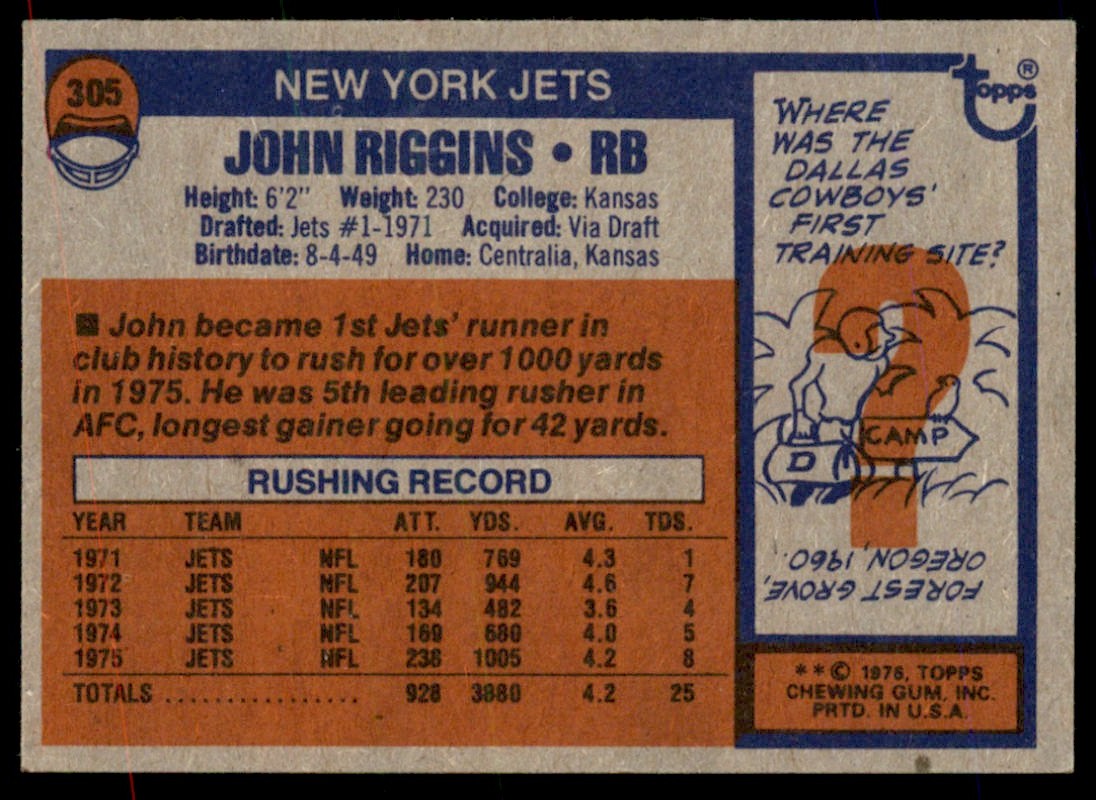 305
NEW YORK JETS
topps®
JOHN RIGGINS • RB
Height: 6'2" Weight: 230 College: Kansas
Drafted: Jets #1-1971 Acquired: Via Draft
Birthdate: 8-4-49 Home: Centralia, Kansas
■ John became 1st Jets' runner in
club history to rush for over 1000 yards
in 1975. He was 5th leading rusher in
AFC, longest gainer going for 42 yards.
RUSHING RECORD
YEAR TEAM ATT. YDS. AVG. TDS.
1971 JETS NFL 180 769 4.3 1
1972 JETS NFL 207 944 4.6 7
1973 JETS NFL 134 482 3.6 4
1974 JETS NFL 169 680 4.0 5
1975 JETS NFL 238 1005 4.2 8
TOTALS ................ 928 3880 4.2 25
WHERE
WAS THE
DALLAS
COWBOYS'
FIRST
TRAINING SITE?
?
CAMP
D
FOREST GROVE,
OREGON, 1960.
**© 1976, TOPPS
CHEWING GUM, INC.
PRTD. IN U.S.A.